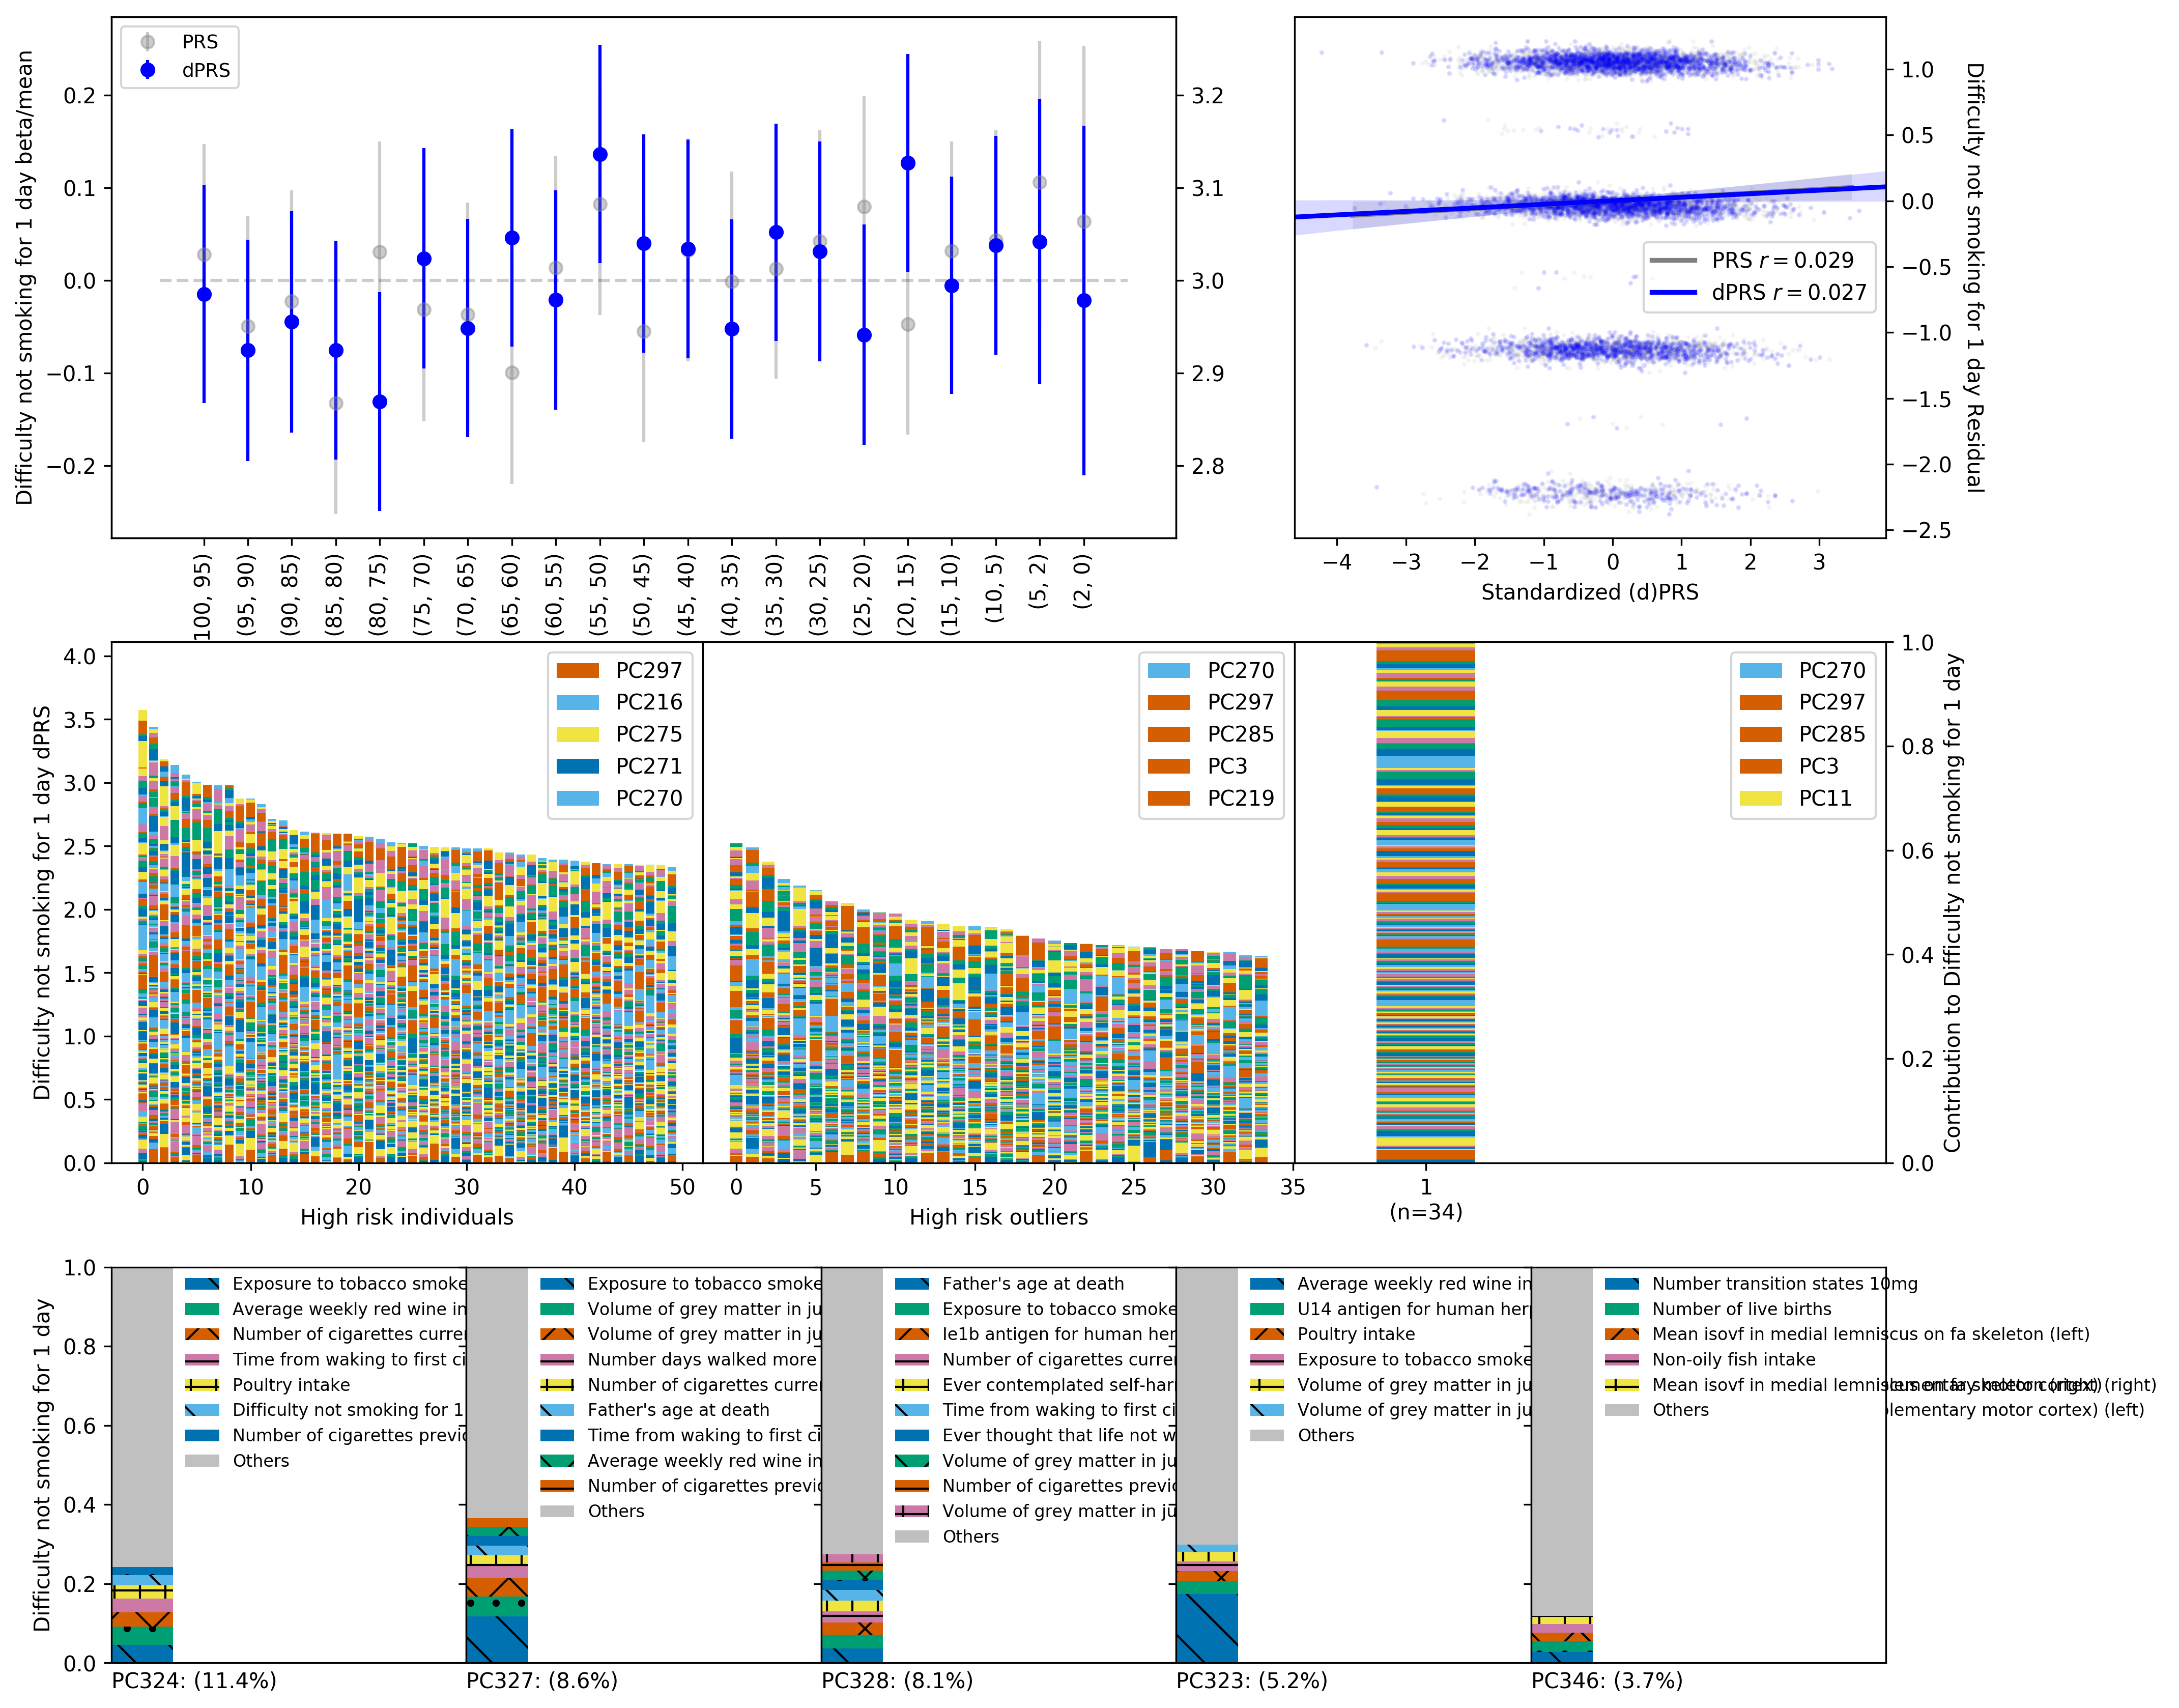 Difficulty not smoking for 1 day beta/mean
0.2
0.1
0.0
−0.1
−0.2
PRS
dPRS
3.2
3.1
3.0
2.9
2.8
100, 95)
(95, 90)
(90, 85)
(85, 80)
(80, 75)
(75, 70)
(70, 65)
(65, 60)
(60, 55)
(55, 50)
(50, 45)
(45, 40)
(40, 35)
(35, 30)
(30, 25)
(25, 20)
(20, 15)
(15, 10)
(10, 5)
(5, 2)
(2, 0)
PRS r = 0.029
dPRS r = 0.027
1.0
0.5
0.0
−0.5
−1.0
−1.5
−2.0
−2.5
Difficulty not smoking for 1 day Residual
−4 −3 −2 −1 0 1 2 3
Standardized (d)PRS
Difficulty not smoking for 1 day dPRS
4.0
3.5
3.0
2.5
2.0
1.5
1.0
0.5
0.0
PC297
PC216
PC275
PC271
PC270
0 10 20 30 40 50
High risk individuals
PC270
PC297
PC285
PC3
PC219
0 5 10 15 20 25 30 35
High risk outliers
PC270
PC297
PC285
PC3
PC11
1
(n=34)
1.0
0.8
0.6
0.4
0.2
0.0
Contribution to Difficulty not smoking for 1 day
Difficulty not smoking for 1 day
1.0
0.8
0.6
0.4
0.2
0.0
Exposure to tobacco smoke
Average weekly red wine in
Number of cigarettes curren
Time from waking to first ci
Poultry intake
Difficulty not smoking for 1
Number of cigarettes previo
Others
PC324: (11.4%)
Exposure to tobacco smoke
Volume of grey matter in ju
Volume of grey matter in ju
Number days walked more
Number of cigarettes curren
Father's age at death
Time from waking to first ci
Average weekly red wine in
Number of cigarettes previo
Others
PC327: (8.6%)
Father's age at death
Exposure to tobacco smoke
Ie1b antigen for human her
Number of cigarettes curren
Ever contemplated self-har
Time from waking to first ci
Ever thought that life not w
Volume of grey matter in ju
Number of cigarettes previo
Volume of grey matter in ju
Others
PC328: (8.1%)
Average weekly red wine in
U14 antigen for human herp
Poultry intake
Exposure to tobacco smoke
Volume of grey matter in ju
Volume of grey matter in ju
Others
PC323: (5.2%)
Number transition states 10mg
Number of live births
Mean isovf in medial lemniscus on fa skeleton (left)
Non-oily fish intake
Mean isovf in medial lemniscus on fa skeleton (right)
Others
lementary motor cortex) (left)
PC346: (3.7%)